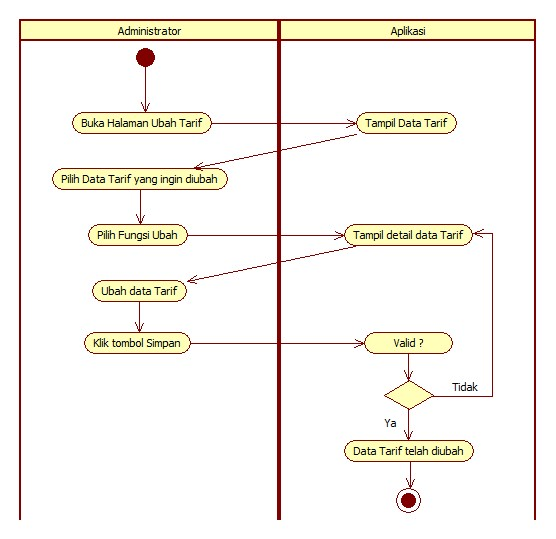 Administrator
Aplikasi
Buka Halaman Ubah Tarif
Tampil Data Tarif
Pilih Data Tarif yang ingin diubah
Pilih Fungsi Ubah
Tampil detail data Tarif
Ubah data Tarif
Klik tombol Simpan
Valid ?
Tidak
Ya
Data Tarif telah diubah